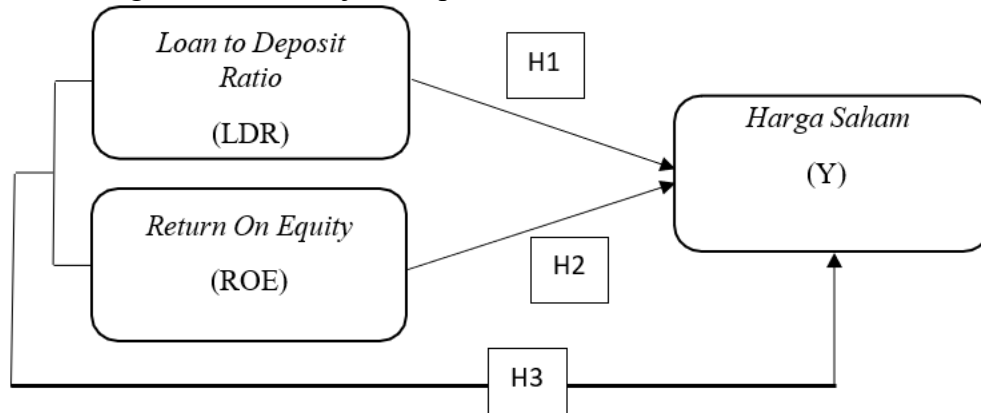 Loan to Deposit
Ratio
(LDR)
H1
Harga Saham
(Y)
Return On Equity
(ROE)
H2
H3